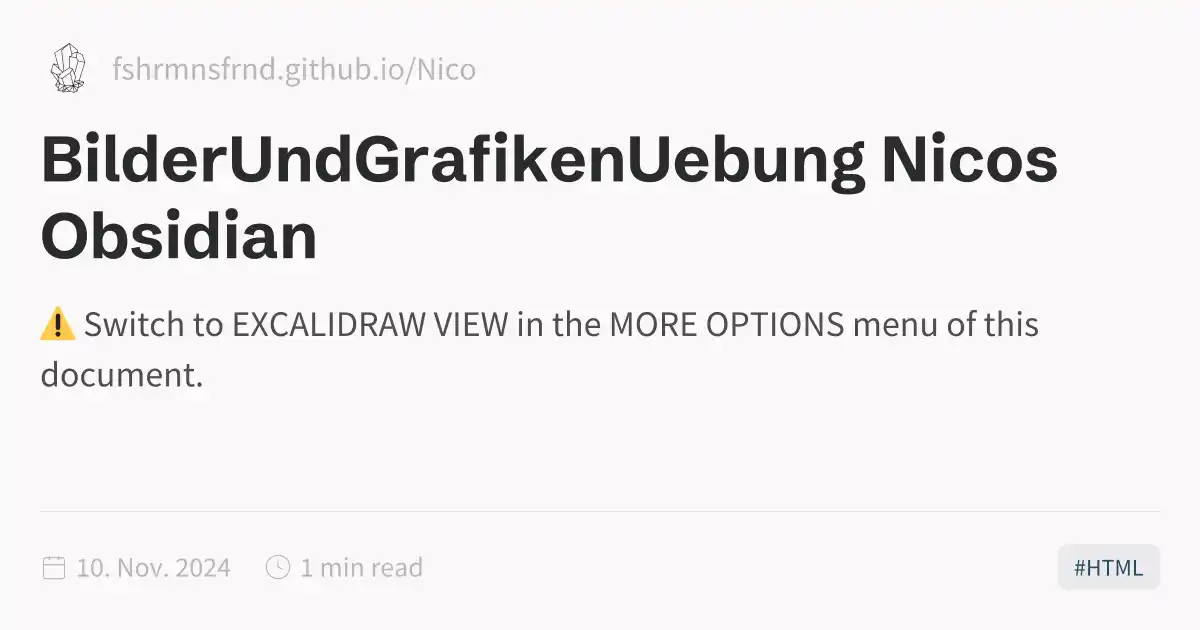 fshrmnsfrnd.github.io/Nico
BilderUndGrafikenUebung Nicos
Obsidian
⚠️ Switch to EXCALIDRAW VIEW in the MORE OPTIONS menu of this
document.
10. Nov. 2024 1 min read #HTML